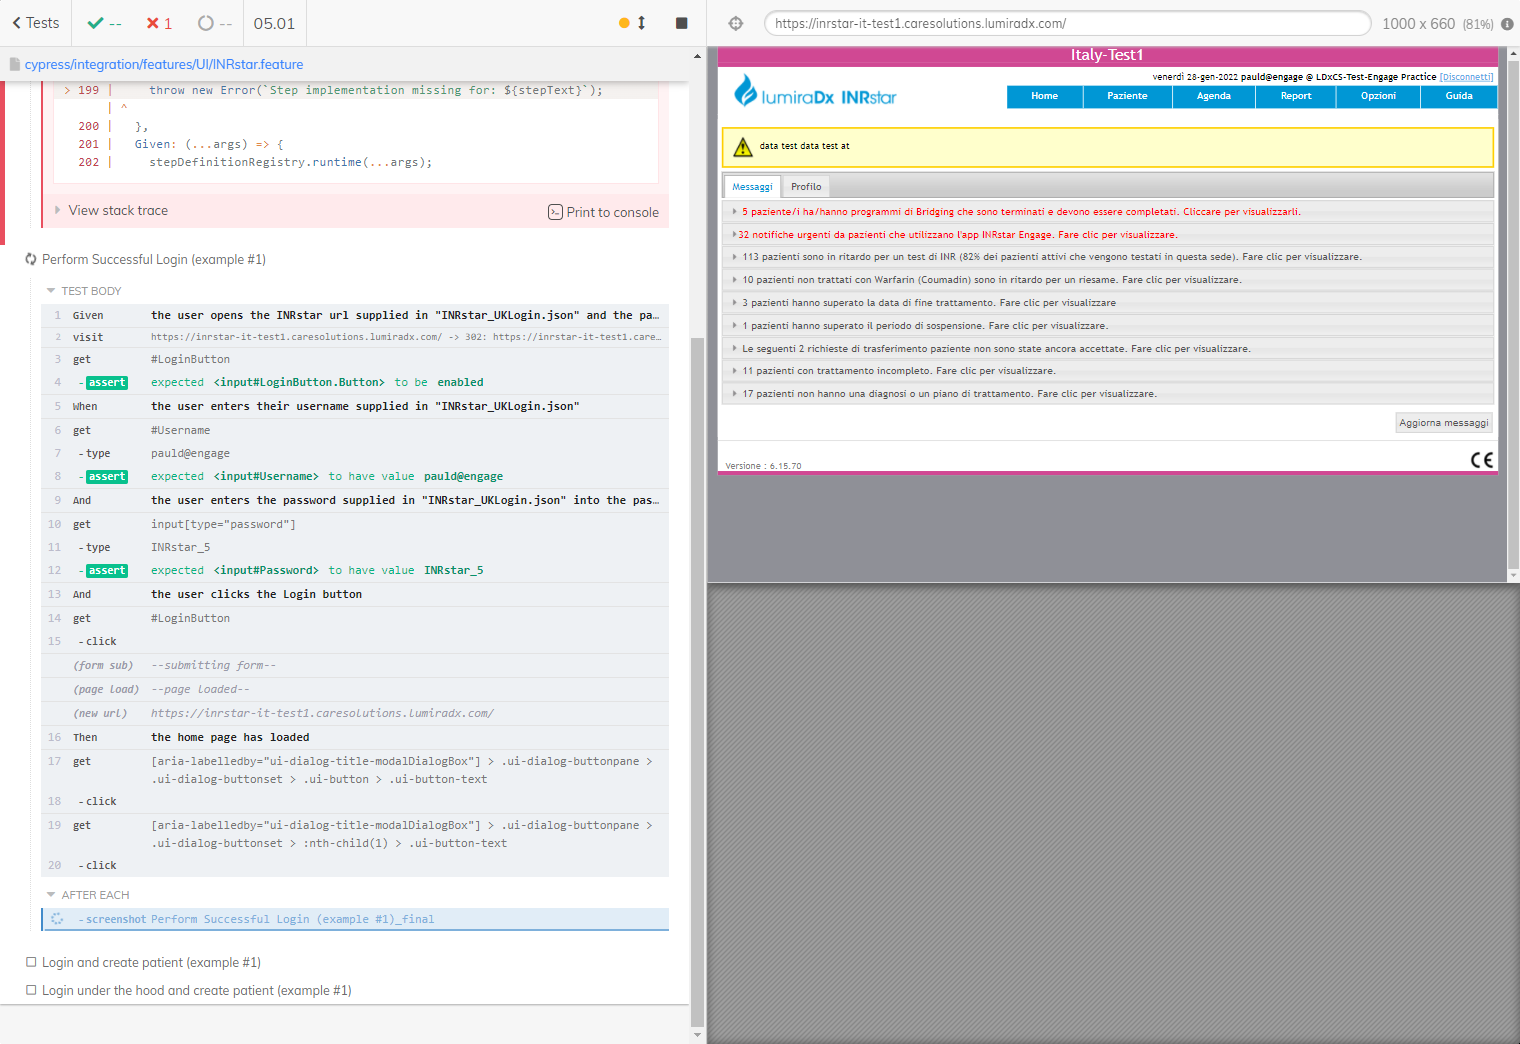 Tests
--
1
--
05.01
cypress/integration/features/UI/INRstar.feature
> 199 |     throw new Error(`Step implementation missing for: ${stepText}`);
| ^
200 |   },
201 |   Given: (...args) => {
202 |     stepDefinitionRegistry.runtime(...args);
View stack trace
Print to console
Perform Successful Login (example #1)
TEST BODY
1 Given the user opens the INRstar url supplied in "INRstar_UKLogin.json" and the pa…
2 visit https://inrstar-it-test1.caresolutions.lumiradx.com/ -> 302: https://inrstar-it-test1.care…
3 get #LoginButton
4 -assert expected <input#LoginButton.Button> to be enabled
5 When the user enters their username supplied in "INRstar_UKLogin.json"
6 get #Username
7 -type pauld@engage
8 -assert expected <input#Username> to have value pauld@engage
9 And the user enters the password supplied in "INRstar_UKLogin.json" into the pas…
10 get input[type="password"]
11 -type INRstar_5
12 -assert expected <input#Password> to have value INRstar_5
13 And the user clicks the Login button
14 get #LoginButton
15 -click
(form sub) --submitting form--
(page load) --page loaded--
(new url) https://inrstar-it-test1.caresolutions.lumiradx.com/
16 Then the home page has loaded
17 get [aria-labelledby="ui-dialog-title-modalDialogBox"] > .ui-dialog-buttonpane >
.ui-dialog-buttonset > .ui-button > .ui-button-text
18 -click
19 get [aria-labelledby="ui-dialog-title-modalDialogBox"] > .ui-dialog-buttonpane >
.ui-dialog-buttonset > :nth-child(1) > .ui-button-text
20 -click
AFTER EACH
-screenshot Perform Successful Login (example #1)_final
Login and create patient (example #1)
Login under the hood and create patient (example #1)
https://inrstar-it-test1.caresolutions.lumiradx.com/
1000 x 660 (81%)
Italy-Test1
venerdì 28-gen-2022 pauld@engage @ LDxCS-Test-Engage Practice [Disconnetti]
lumiraDx INRstar
Home Paziente Agenda Report Opzioni Guida
data test data test at
Messaggi Profilo
5 paziente/i ha/hanno programmi di Bridging che sono terminati e devono essere completati. Cliccare per visualizzarli.
32 notifiche urgenti da pazienti che utilizzano l'app INRstar Engage. Fare clic per visualizzare.
113 pazienti sono in ritardo per un test di INR (82% dei pazienti attivi che vengono testati in questa sede). Fare clic per visualizzare.
10 pazienti non trattati con Warfarin (Coumadin) sono in ritardo per un riesame. Fare clic per visualizzare.
3 pazienti hanno superato la data di fine trattamento. Fare clic per visualizzare
1 pazienti hanno superato il periodo di sospensione. Fare clic per visualizzare.
Le seguenti 2 richieste di trasferimento paziente non sono state ancora accettate. Fare clic per visualizzare.
11 pazienti con trattamento incompleto. Fare clic per visualizzare.
17 pazienti non hanno una diagnosi o un piano di trattamento. Fare clic per visualizzare.
Aggiorna messaggi
Versione : 6.15.70
CE